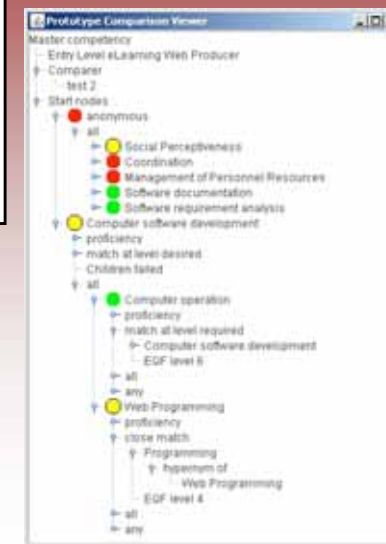 Prototype Comparison Viewer
Master competency
Entry Level eLearning Web Producer
Comparer
test 2
Start nodes
anonymous
all
Social Perceptiveness
Coordination
Management of Personnel Resources
Software documentation
Software requirement analysis
Computer software development
proficiency
match at level desired
Children failed
all
Computer operation
proficiency
match at level required
Computer software development
EQF level 6
all
any
Web Programming
proficiency
close match
Programming
hypernym of
Web Programming
EQF level 4
all
any